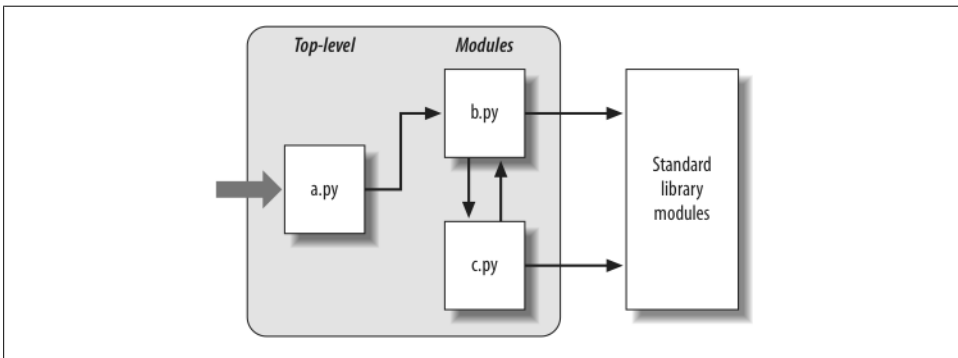 Top-level
Modules
a.py
b.py
c.py
Standard
library
modules